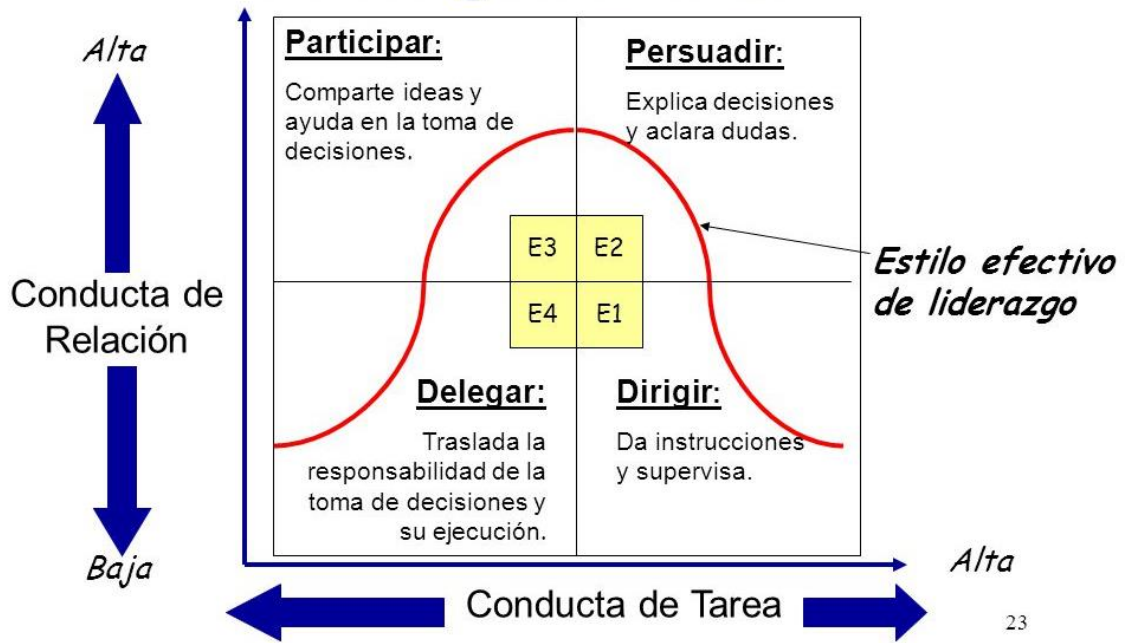 Alta
Conducta de
Relación
Baja
Participar:
Comparte ideas y
ayuda en la toma de
decisiones.
Persuadir:
Explica decisiones
y aclara dudas.
E3
E2
E4
E1
Estilo efectivo
de liderazgo
Delegar:
Traslada la
responsabilidad de la
toma de decisiones y
su ejecución.
Dirigir:
Da instrucciones
y supervisa.
Alta
Conducta de Tarea
23